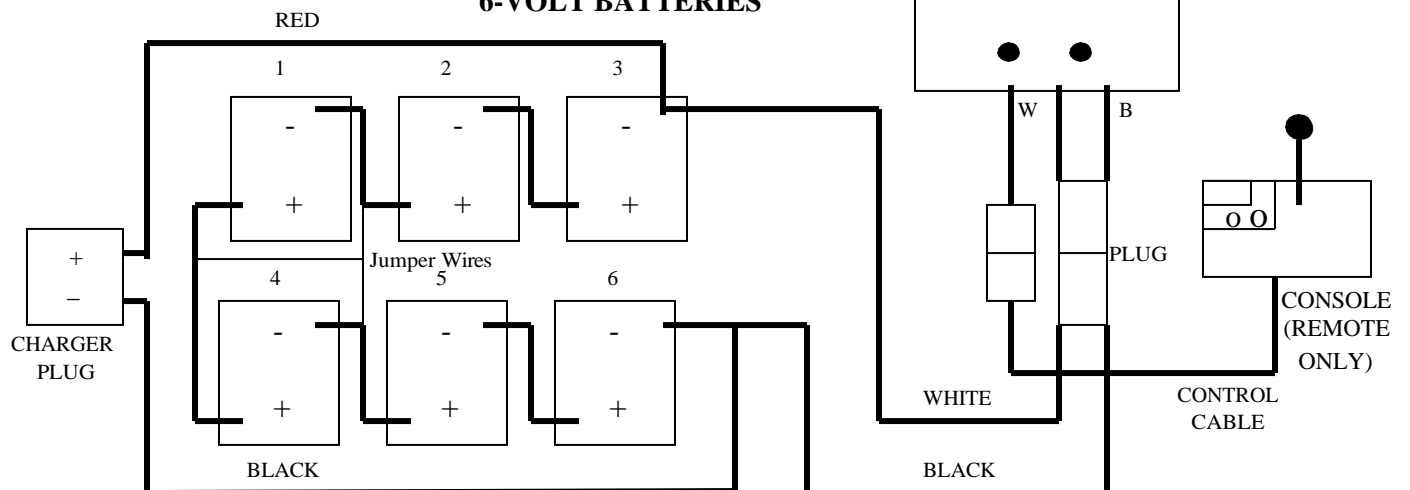 6-VOLT BATTERIES
RED
1 2 3
W B
- - -
+ + +
o O
+
−
Jumper Wires
PLUG
4 5 6
CONSOLE
(REMOTE
ONLY)
CHARGER
PLUG
- - -
+ + +
WHITE
CONTROL
CABLE
BLACK
BLACK